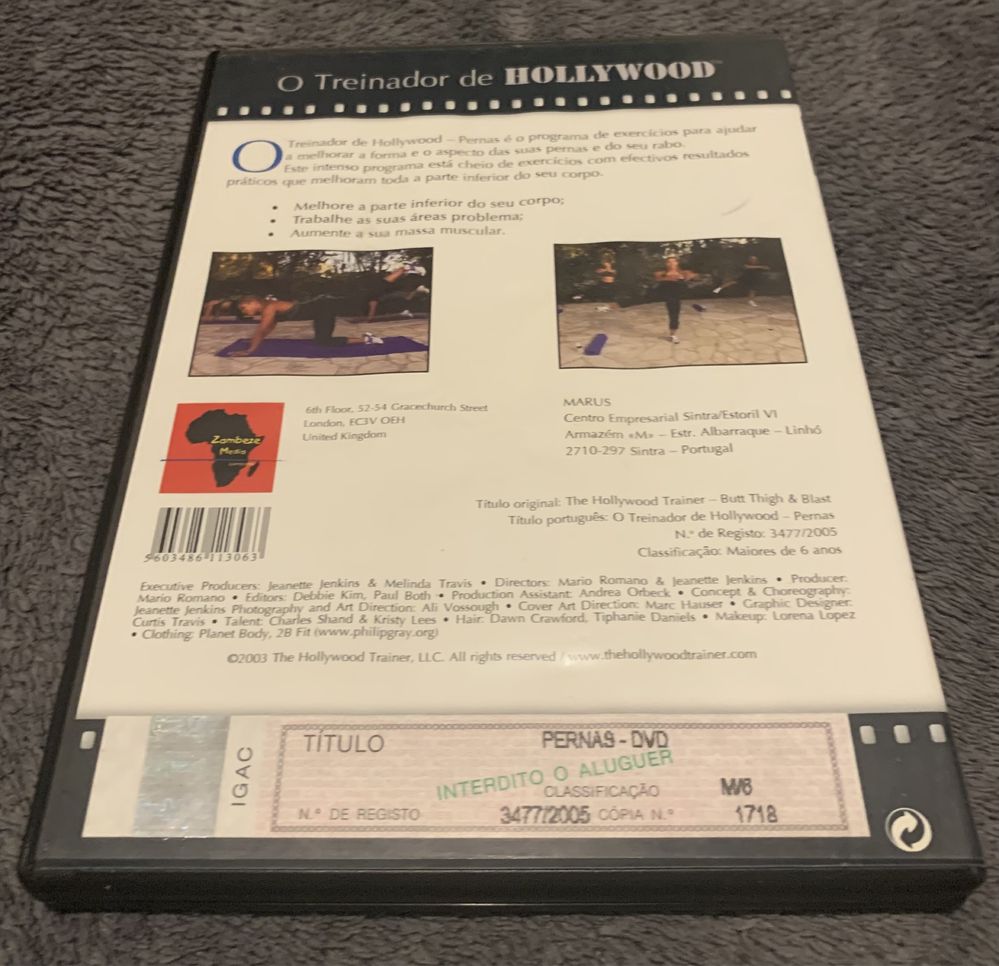 O Treinador de HOLLYWOOD™
O Treinador de Hollywood – Pernas é o programa de exercícios para ajudar
a melhorar a forma e o aspecto das suas pernas e do seu rabo.
Este intenso programa está cheio de exercícios com efectivos resultados
práticos que melhoram toda a parte inferior do seu corpo.
• Melhore a parte inferior do seu corpo;
• Trabalhe as suas áreas problema;
• Aumente a sua massa muscular.
Zambeze
Media
6th Floor, 52-54 Gracechurch Street
London, EC3V OEH
United Kingdom
MARUS
Centro Empresarial Sintra/Estoril VI
Armazém «M» – Estr. Albarraque – Linhó
2710-297 Sintra – Portugal
5603486113063
Título original: The Hollywood Trainer – Butt Thigh & Blast
Título português: O Treinador de Hollywood – Pernas
N.º de Registo: 3477/2005
Classificação: Maiores de 6 anos
Executive Producers: Jeanette Jenkins & Melinda Travis • Directors: Mario Romano & Jeanette Jenkins • Producer:
Mario Romano • Editors: Debbie Kim, Paul Both • Production Assistant: Andrea Orbeck • Concept & Choreography:
Jeanette Jenkins Photography and Art Direction: Ali Vossough • Cover Art Direction: Marc Hauser • Graphic Designer:
Curtis Travis • Talent: Charles Shand & Kristy Lees • Hair: Dawn Crawford, Tiphanie Daniels • Makeup: Lorena Lopez
• Clothing: Planet Body, 2B Fit (www.philipgray.org)
©2003 The Hollywood Trainer, LLC. All rights reserved / www.thehollywoodtrainer.com
IGAC
TÍTULO PERNAS - DVD
INTERDITO O ALUGUER
CLASSIFICAÇÃO M/6
N.º DE REGISTO 3477/2005 CÓPIA N.º 1718